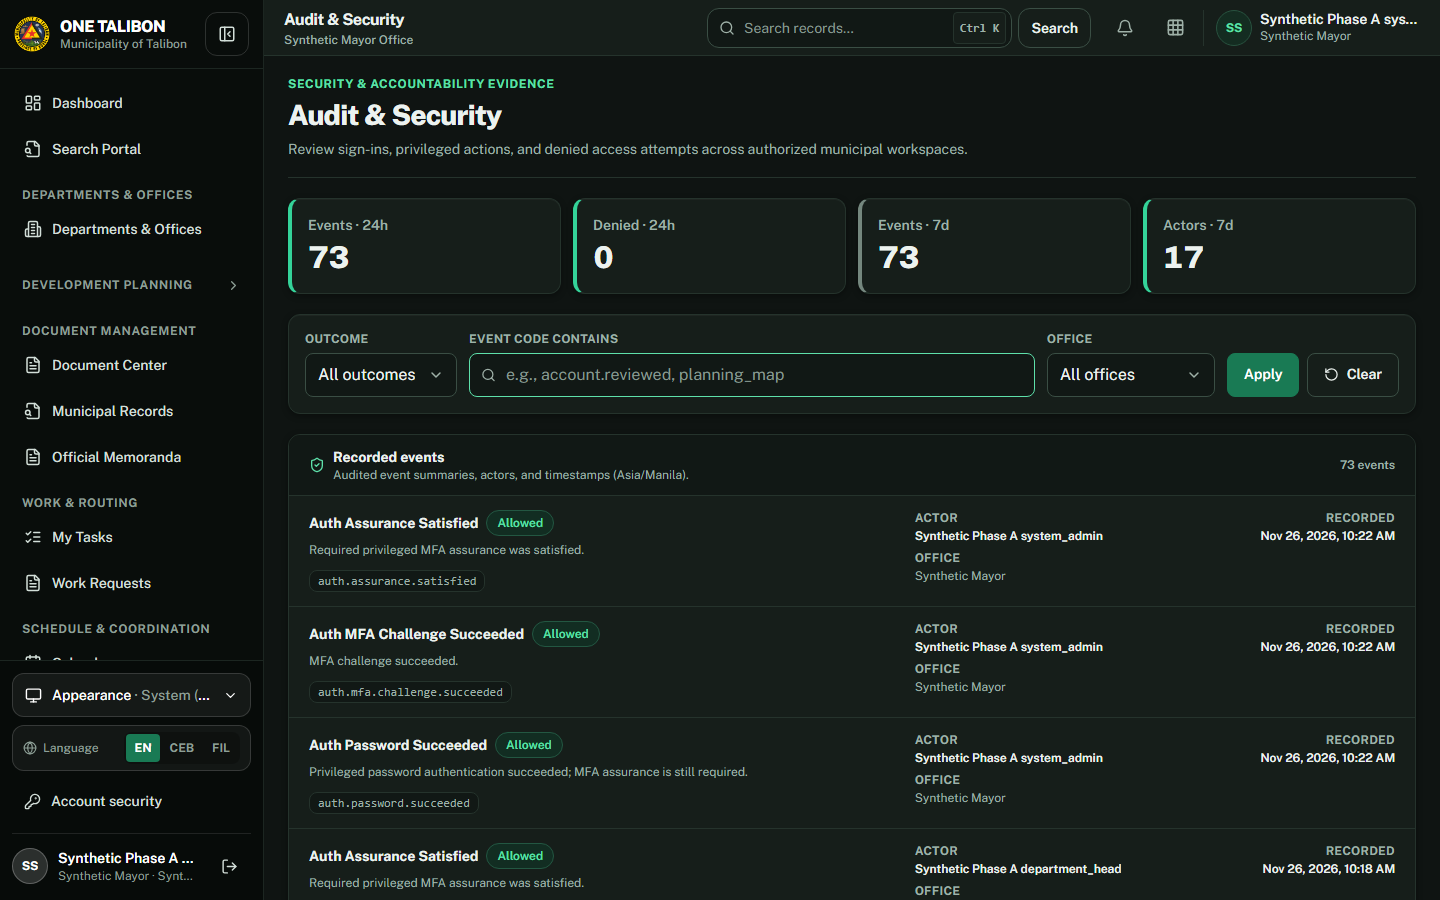 ONE TALIBON
Municipality of Talibon
Dashboard
Search Portal
DEPARTMENTS & OFFICES
Departments & Offices
DEVELOPMENT PLANNING
DOCUMENT MANAGEMENT
Document Center
Municipal Records
Official Memoranda
WORK & ROUTING
My Tasks
Work Requests
SCHEDULE & COORDINATION
Appearance · System (...
Language EN CEB FIL
Account security
SS
Synthetic Phase A ...
Synthetic Mayor · Synt...
Audit & Security
Synthetic Mayor Office
Search records...
Ctrl K
Search
SS
Synthetic Phase A sys...
Synthetic Mayor
SECURITY & ACCOUNTABILITY EVIDENCE
Audit & Security
Review sign-ins, privileged actions, and denied access attempts across authorized municipal workspaces.
Events · 24h
73
Denied · 24h
0
Events · 7d
73
Actors · 7d
17
OUTCOME
All outcomes
EVENT CODE CONTAINS
e.g., account.reviewed, planning_map
OFFICE
All offices
Apply
Clear
Recorded events
Audited event summaries, actors, and timestamps (Asia/Manila).
73 events
Auth Assurance Satisfied Allowed
Required privileged MFA assurance was satisfied.
auth.assurance.satisfied
ACTOR
Synthetic Phase A system_admin
OFFICE
Synthetic Mayor
RECORDED
Nov 26, 2026, 10:22 AM
Auth MFA Challenge Succeeded Allowed
MFA challenge succeeded.
auth.mfa.challenge.succeeded
ACTOR
Synthetic Phase A system_admin
OFFICE
Synthetic Mayor
RECORDED
Nov 26, 2026, 10:22 AM
Auth Password Succeeded Allowed
Privileged password authentication succeeded; MFA assurance is still required.
auth.password.succeeded
ACTOR
Synthetic Phase A system_admin
OFFICE
Synthetic Mayor
RECORDED
Nov 26, 2026, 10:22 AM
Auth Assurance Satisfied Allowed
Required privileged MFA assurance was satisfied.
ACTOR
Synthetic Phase A department_head
OFFICE
RECORDED
Nov 26, 2026, 10:18 AM